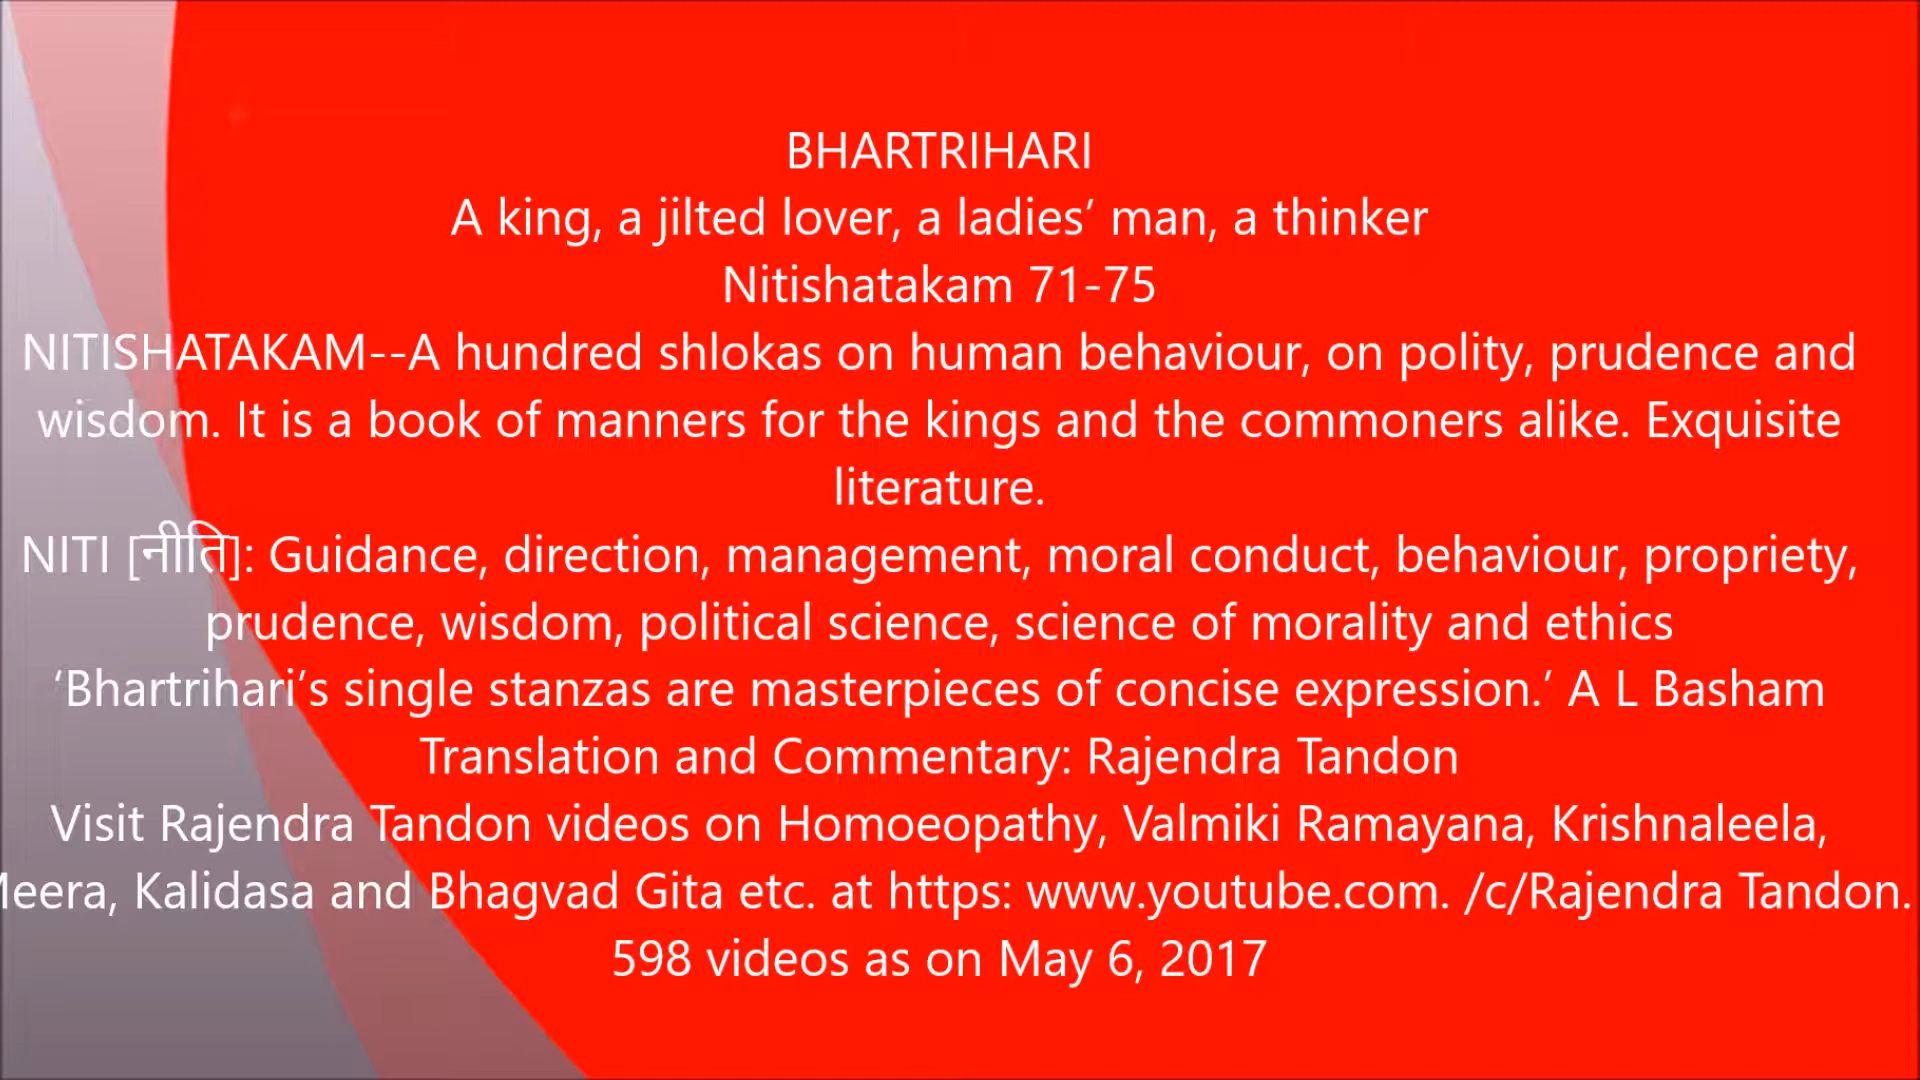 BHARTRIHARI
A king, a jilted lover, a ladies’ man, a thinker
Nitishatakam 71-75
NITISHATAKAM--A hundred shlokas on human behaviour, on polity, prudence and
wisdom. It is a book of manners for the kings and the commoners alike. Exquisite
literature.
NITI [नीति]: Guidance, direction, management, moral conduct, behaviour, propriety,
prudence, wisdom, political science, science of morality and ethics
‘Bhartrihari’s single stanzas are masterpieces of concise expression.’ A L Basham
Translation and Commentary: Rajendra Tandon
Visit Rajendra Tandon videos on Homoeopathy, Valmiki Ramayana, Krishnaleela,
Meera, Kalidasa and Bhagvad Gita etc. at https: www.youtube.com. /c/Rajendra Tandon.
598 videos as on May 6, 2017